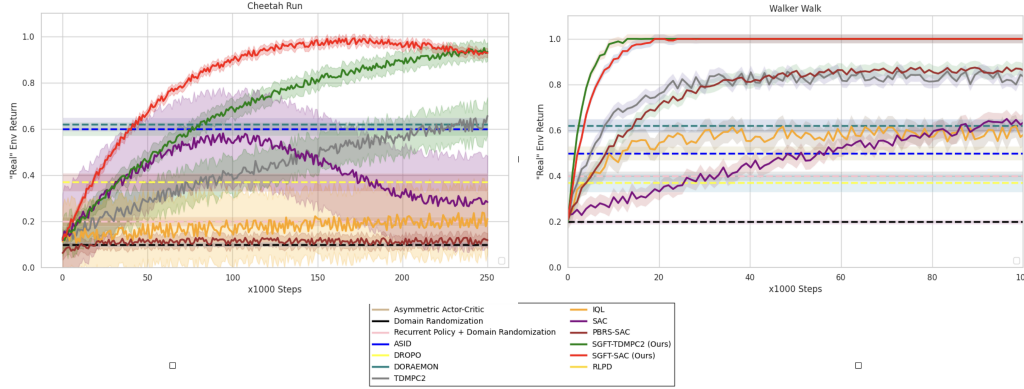 Cheetah Run
1.0
0.8
0.6
0.4
0.2
0.0
"Real" Env Return
0
50
100
150
200
250
x1000 Steps
Walker Walk
1.0
0.8
0.6
0.4
0.2
0.0
"Real" Env Return
0
20
40
60
80
100
x1000 Steps
Asymmetric Actor-Critic
Domain Randomization
Recurrent Policy + Domain Randomization
ASID
DROPO
DORAEMON
TDMPC2
IQL
SAC
PBRS-SAC
SGFT-TDMPC2 (Ours)
SGFT-SAC (Ours)
RLPD